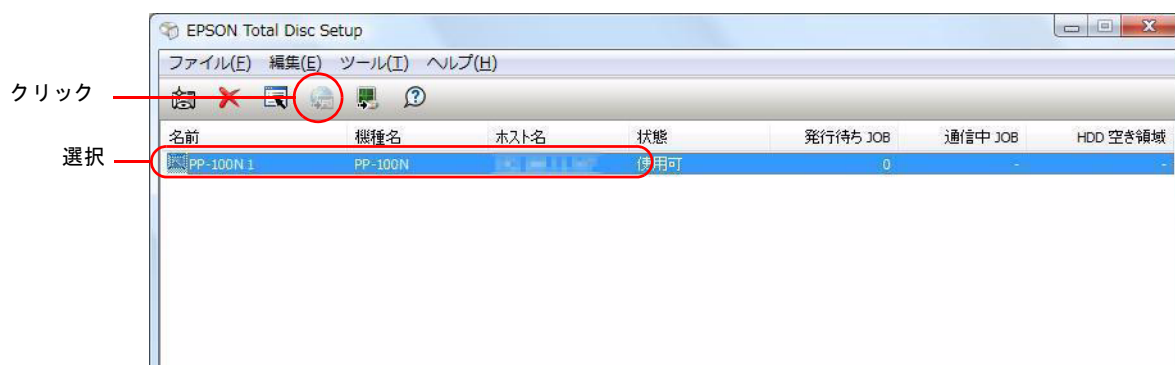 EPSON Total Disc Setup
ファイル(F) 編集(E) ツール(T) ヘルプ(H)
クリック
名前 機種名 ホスト名 状態 発行待ち JOB 通信中 JOB HDD 空き領域
選択
PP-100N 1 PP-100N 使用可 0 - -